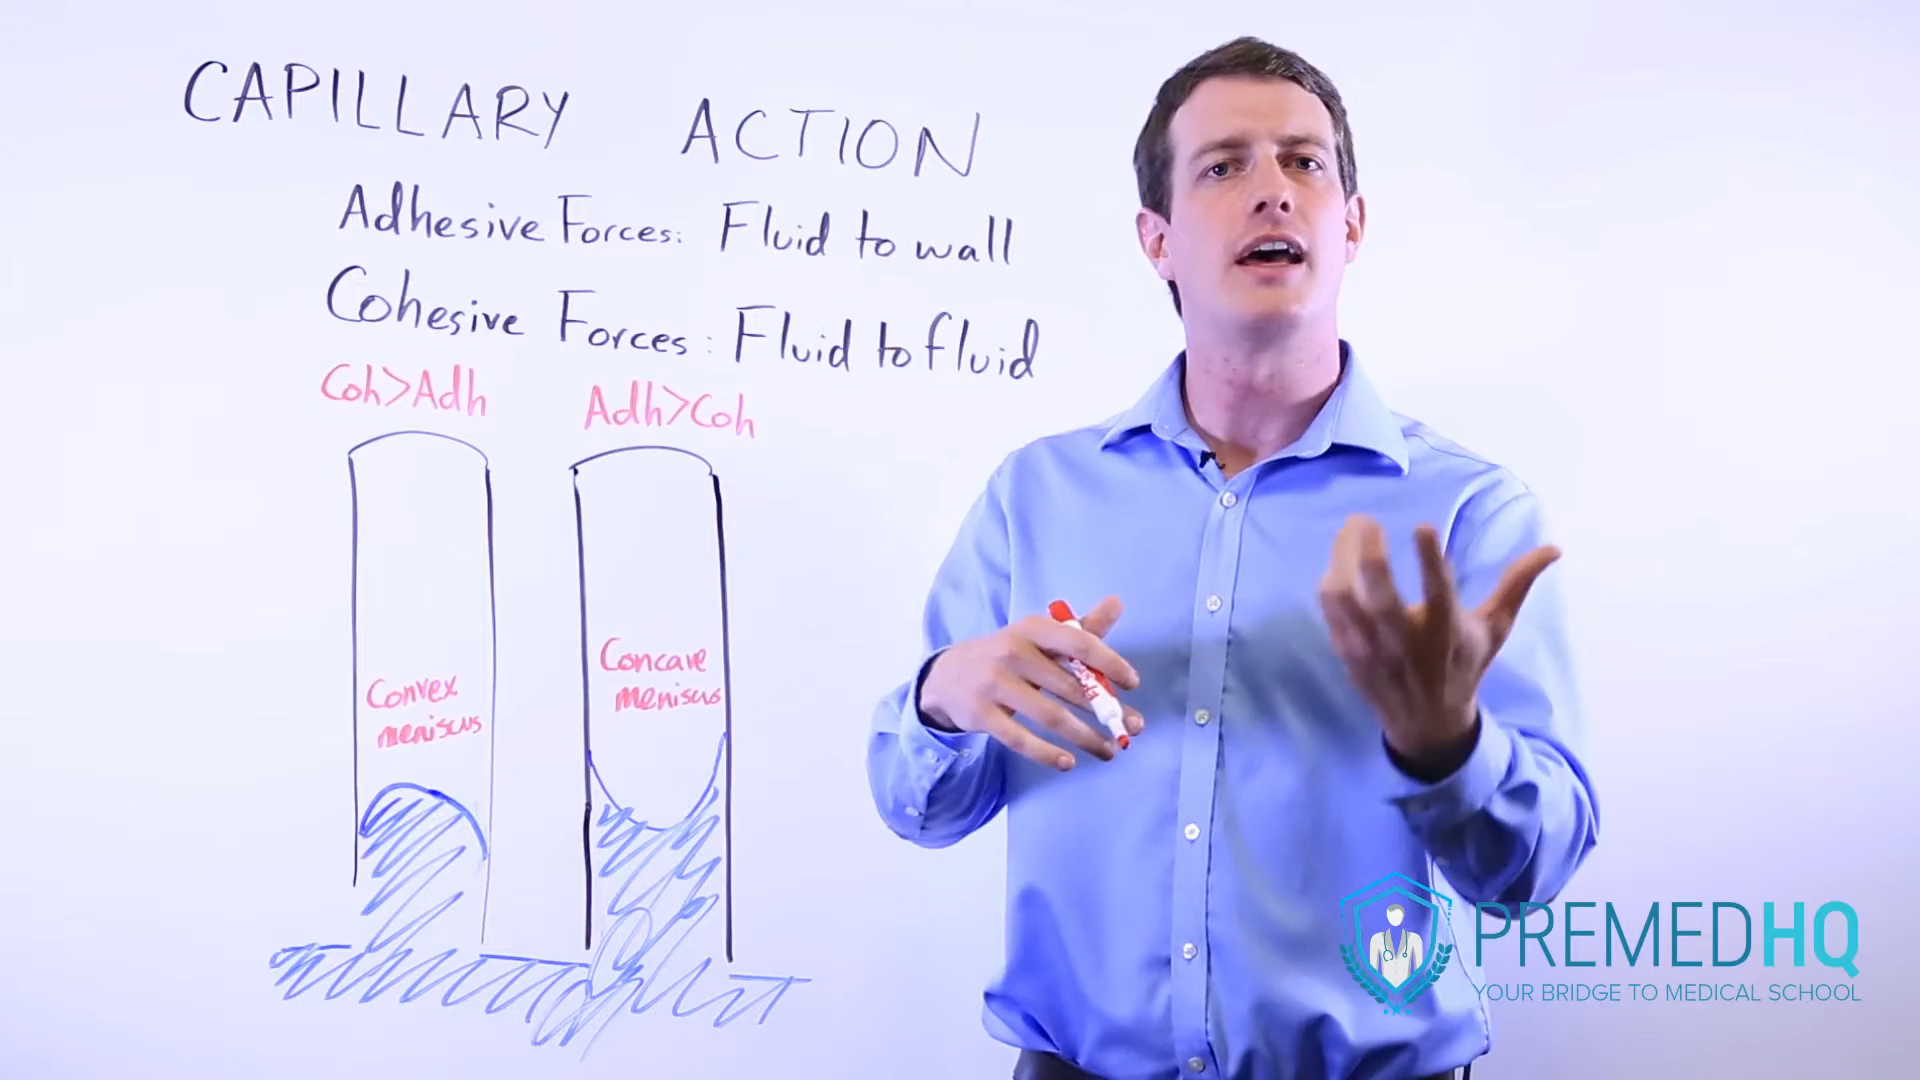 CAPILLARY ACTION
Adhesive Forces: Fluid to wall
Cohesive Forces: Fluid to fluid
Coh>Adh
Adh>Coh
Convex
meniscus
Concave
meniscus
PREMEDHQ
YOUR BRIDGE TO MEDICAL SCHOOL